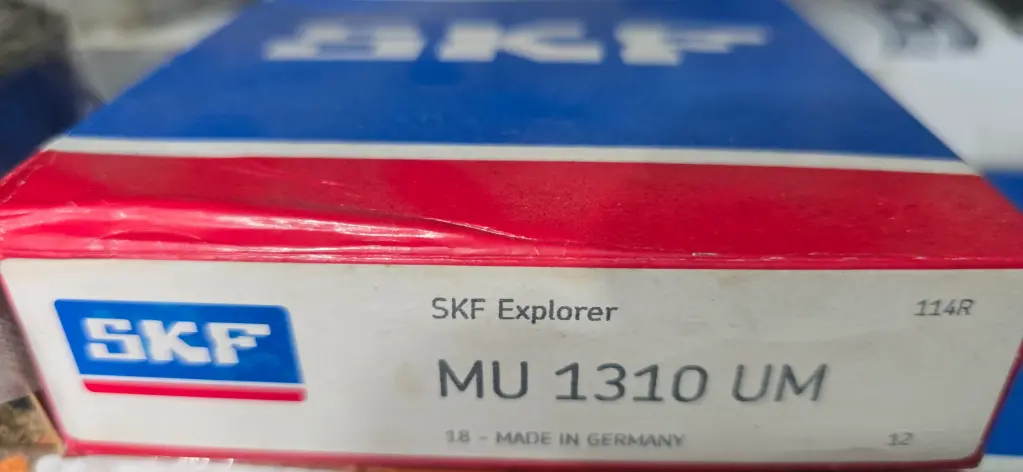 SKF
SKF
SKF Explorer 114R
MU 1310 UM
18 - MADE IN GERMANY 12